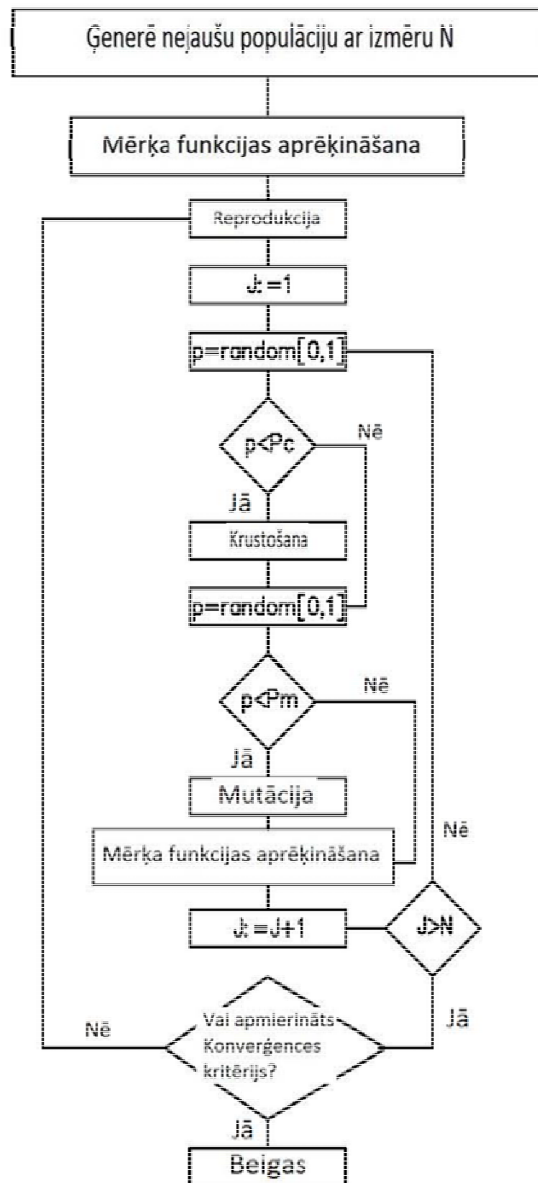 Ģenerē nejaušu populāciju ar izmēru N
Mērķa funkcijas aprēķināšana
Reprodukcija
J:=1
p=random[0,1]
p<Pc
Nē
Jā
Krustošana
p=random[0,1]
p<Pm
Nē
Jā
Mutācija
Mērķa funkcijas aprēķināšana
Nē
J:=J+1
J>N
Jā
Nē
Vai apmierināts
Konverģences
kritērijs?
Jā
Beigas